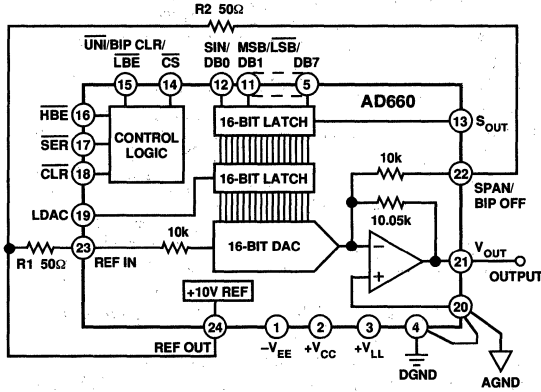 R2 50Ω
UNI/BIP CLR/
LBE
CS
SIN/
DB0
MSB/LSB/
DB1
DB7
15
14
12
11
5
AD660
HBE
16
SER
17
CLR
18
CONTROL
LOGIC
16-BIT LATCH
13
SOUT
10k
22
SPAN/
BIP OFF
16-BIT LATCH
LDAC
19
10.05k
10k
R1 50Ω
23
REF IN
16-BIT DAC
–
+
21
VOUT
OUTPUT
+10V REF
20
24
REF OUT
1
2
3
4
–VEE
+VCC
+VLL
DGND
AGND